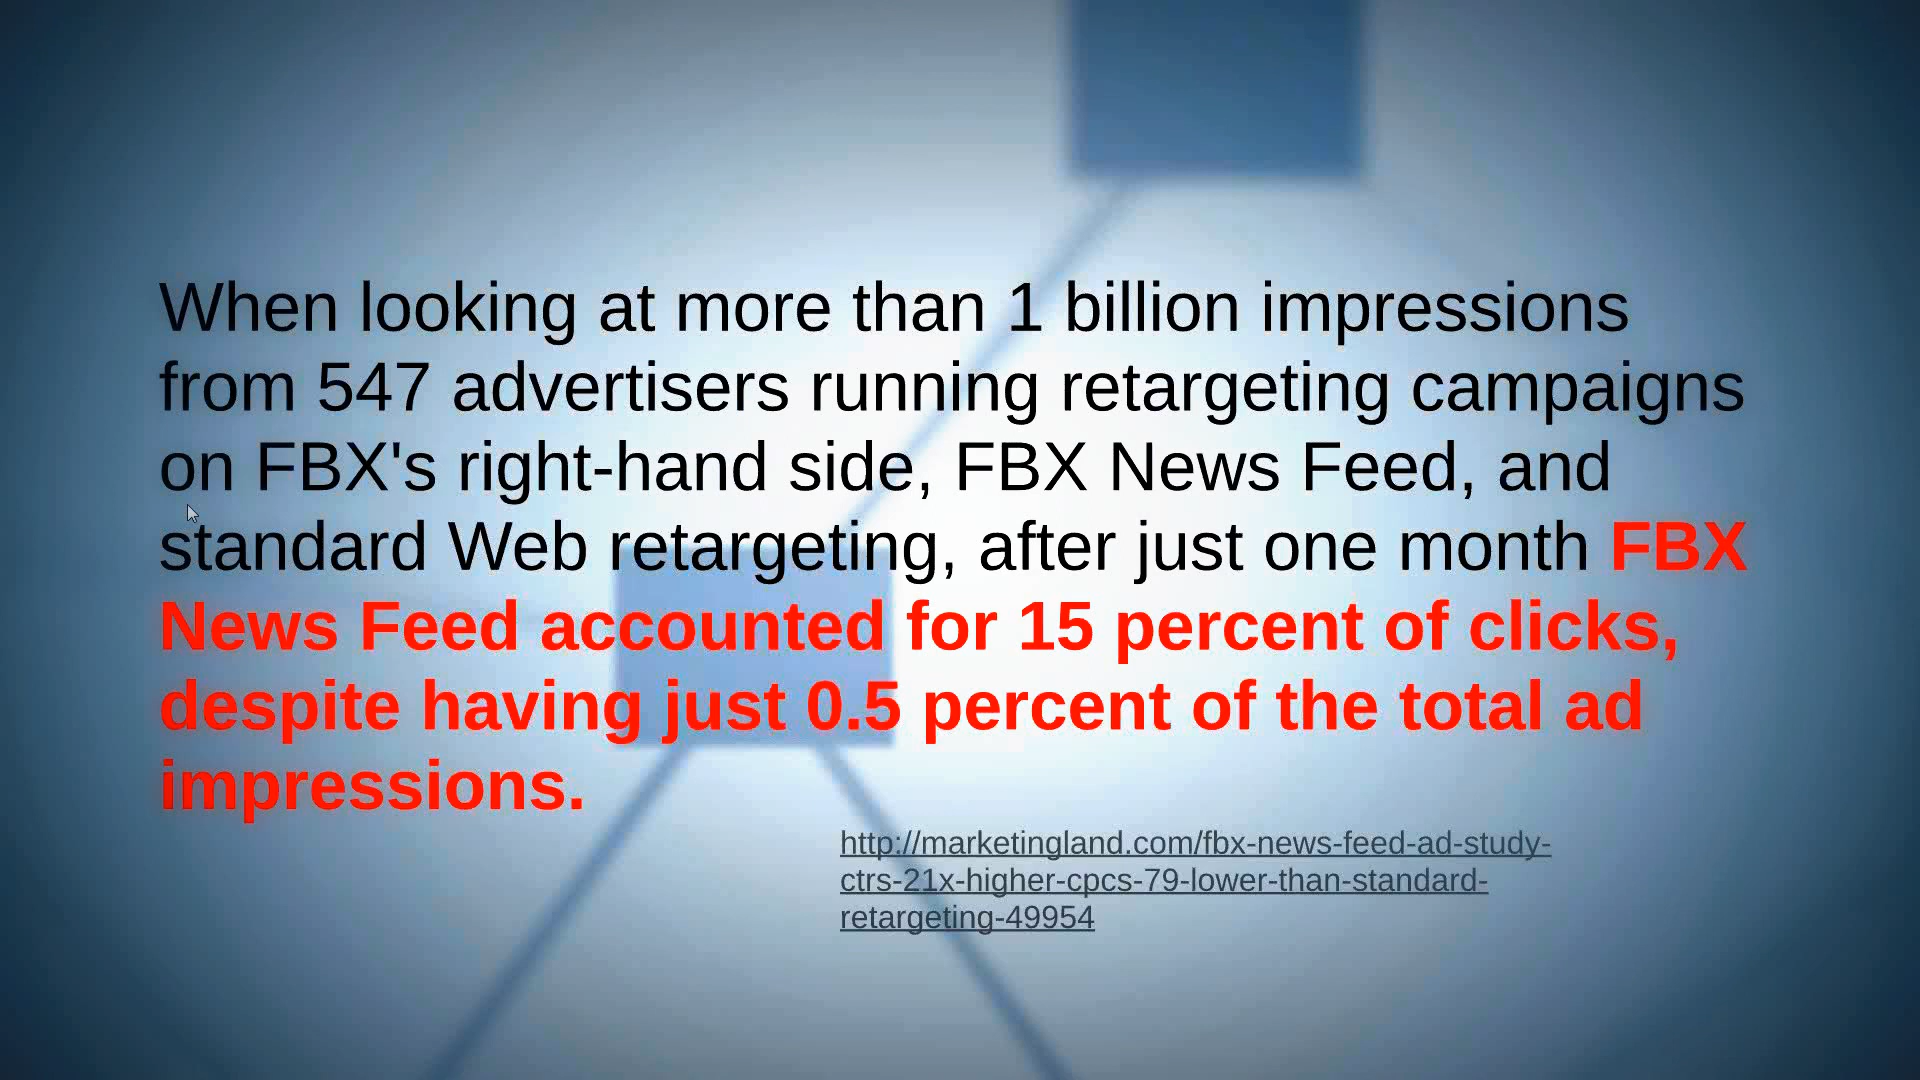 When looking at more than 1 billion impressions
from 547 advertisers running retargeting campaigns
on FBX's right-hand side, FBX News Feed, and
standard Web retargeting, after just one month FBX
News Feed accounted for 15 percent of clicks,
despite having just 0.5 percent of the total ad
impressions.
http://marketingland.com/fbx-news-feed-ad-study-
ctrs-21x-higher-cpcs-79-lower-than-standard-
retargeting-49954